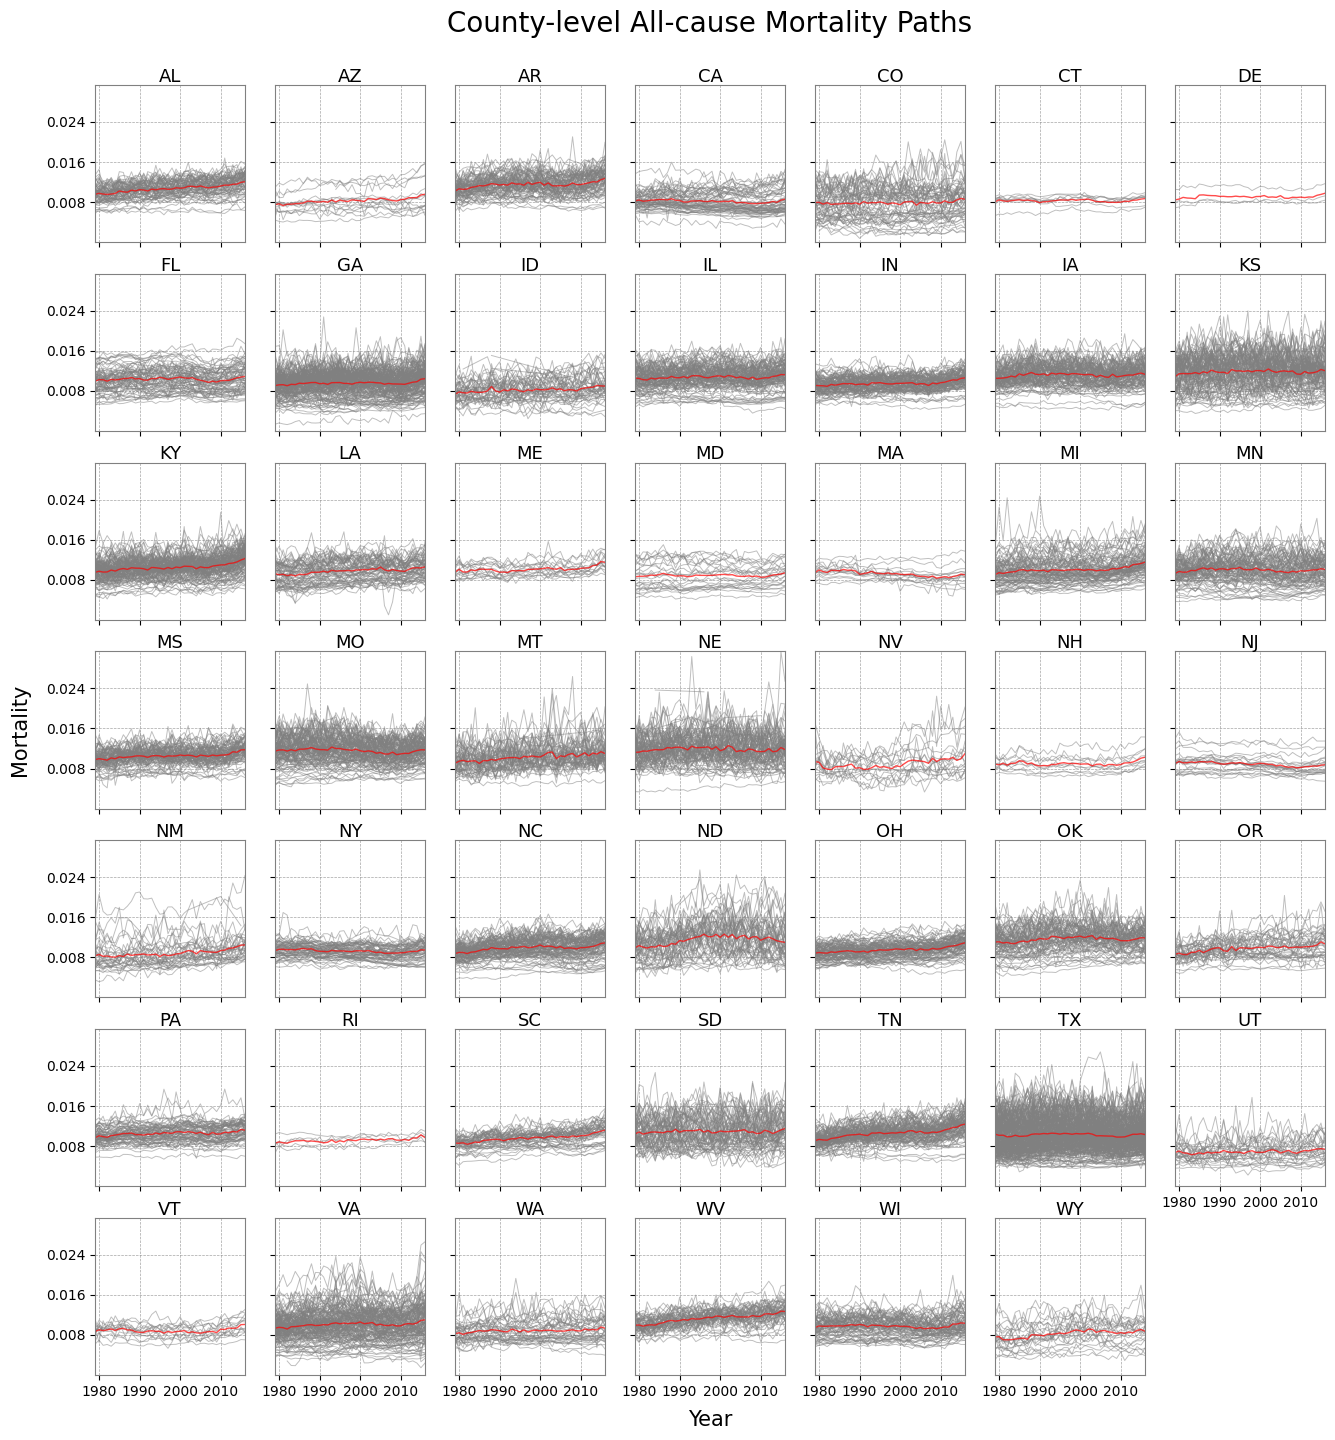 County-level All-cause Mortality Paths
AL AZ AR CA CO CT DE
0.024
0.016
0.008
FL GA ID IL IN IA KS
0.024
0.016
0.008
KY LA ME MD MA MI MN
0.024
0.016
0.008
MS MO MT NE NV NH NJ
0.024
0.016
0.008
Mortality
NM NY NC ND OH OK OR
0.024
0.016
0.008
PA RI SC SD TN TX UT
0.024
0.016
0.008
1980 1990 2000 2010
VT VA WA WV WI WY
0.024
0.016
0.008
1980 1990 2000 2010 1980 1990 2000 2010 1980 1990 2000 2010 1980 1990 2000 2010 1980 1990 2000 2010 1980 1990 2000 2010
Year